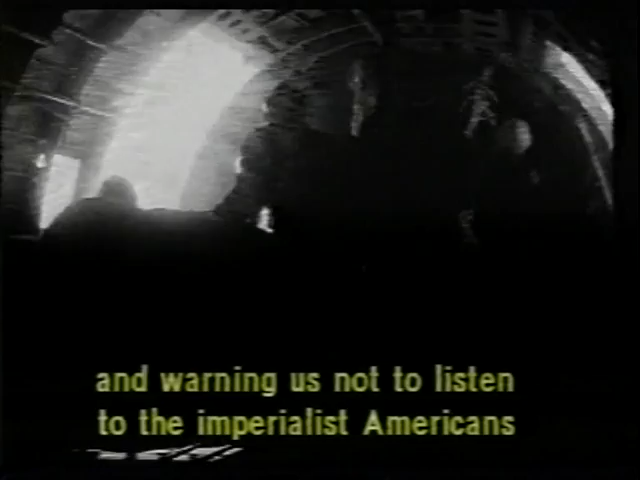 and warning us not to listen
to the imperialist Americans